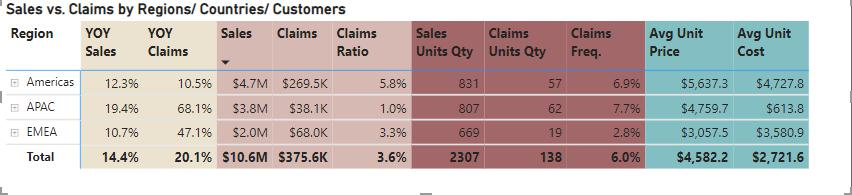 Sales vs. Claims by Regions/ Countries/ Customers
Region YOY Sales YOY Claims Sales Claims Claims Ratio Sales Units Qty Claims Units Qty Claims Freq. Avg Unit Price Avg Unit Cost
Americas 12.3% 10.5% $4.7M $269.5K 5.8% 831 57 6.9% $5,637.3 $4,727.8
APAC 19.4% 68.1% $3.8M $38.1K 1.0% 807 62 7.7% $4,759.7 $613.8
EMEA 10.7% 47.1% $2.0M $68.0K 3.3% 669 19 2.8% $3,057.5 $3,580.9
Total 14.4% 20.1% $10.6M $375.6K 3.6% 2307 138 6.0% $4,582.2 $2,721.6